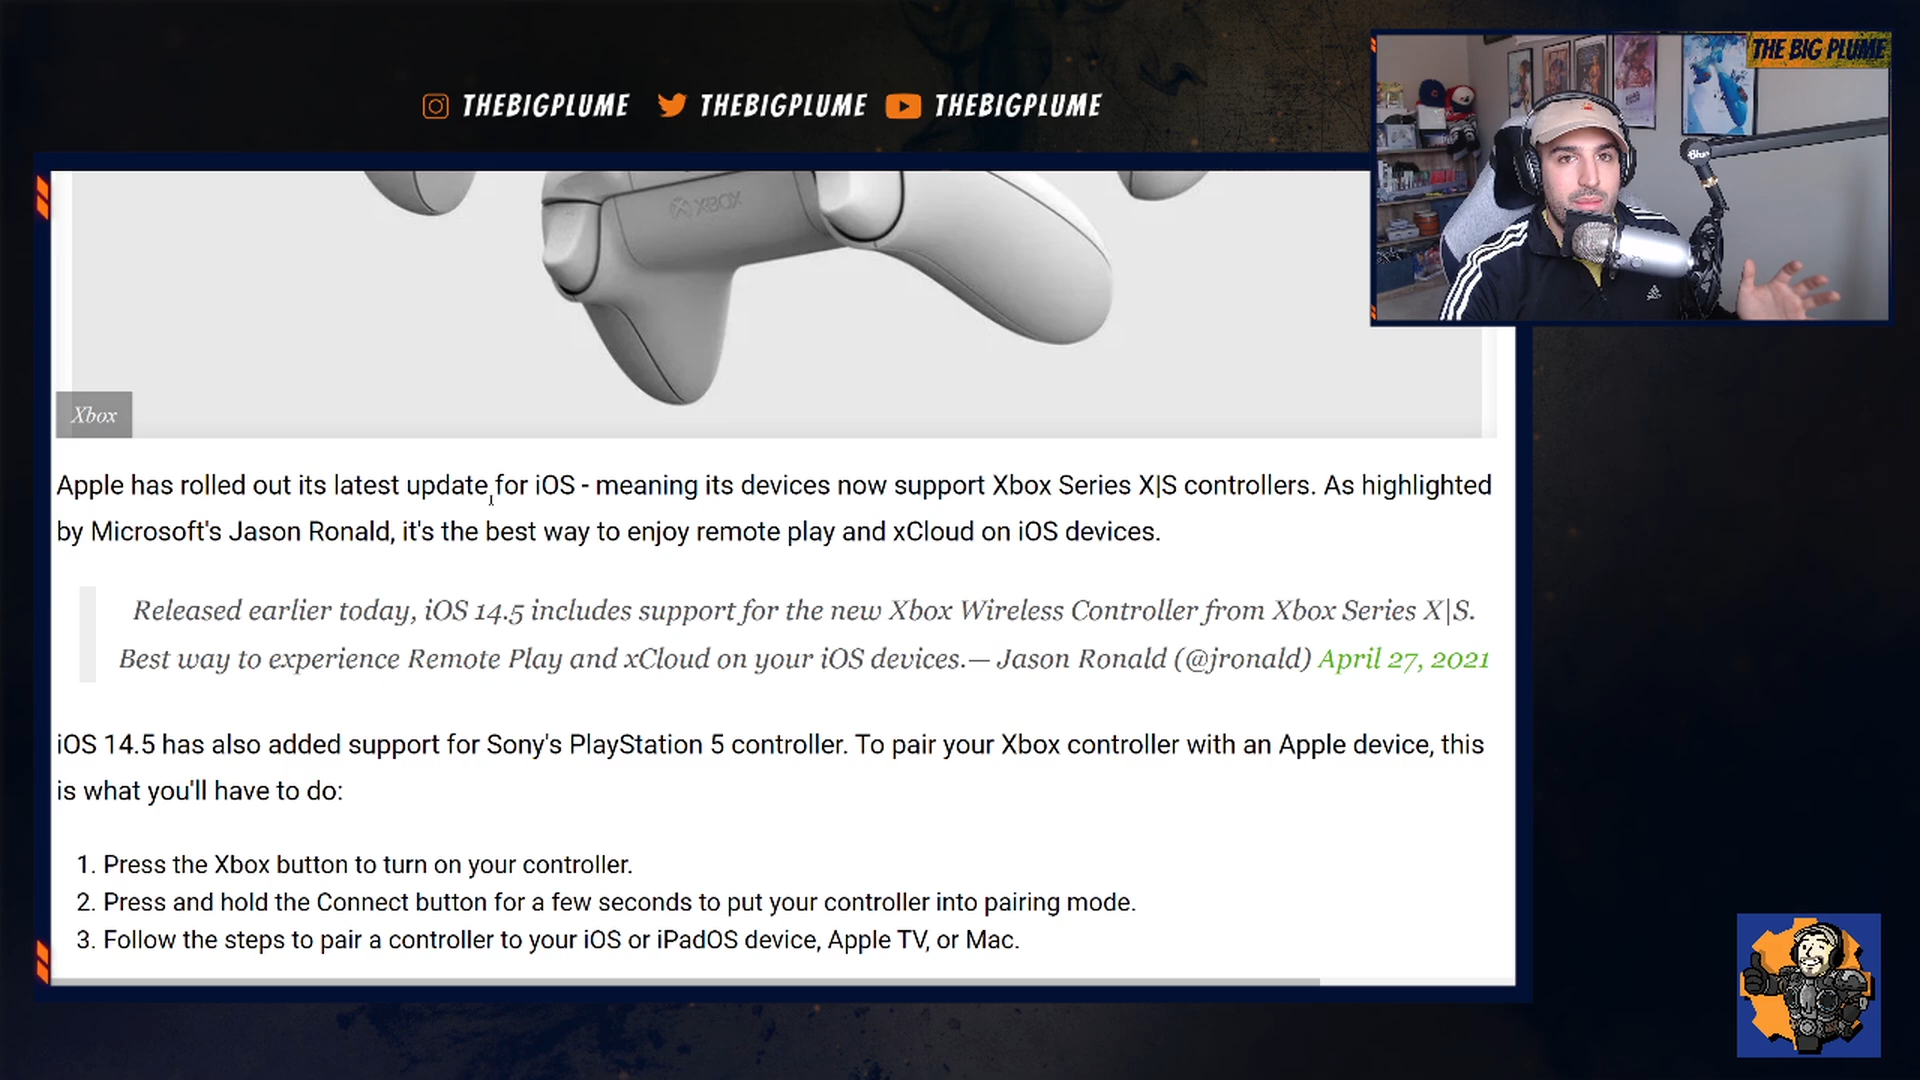 THE BIG PLUME
THEBIGPLUME THEBIGPLUME THEBIGPLUME
Blue
XBOX
Xbox
Apple has rolled out its latest update for iOS - meaning its devices now support Xbox Series X|S controllers. As highlighted
by Microsoft's Jason Ronald, it's the best way to enjoy remote play and xCloud on iOS devices.
Released earlier today, iOS 14.5 includes support for the new Xbox Wireless Controller from Xbox Series X|S.
Best way to experience Remote Play and xCloud on your iOS devices.— Jason Ronald (@jronald) April 27, 2021
iOS 14.5 has also added support for Sony's PlayStation 5 controller. To pair your Xbox controller with an Apple device, this
is what you'll have to do:
1. Press the Xbox button to turn on your controller.
2. Press and hold the Connect button for a few seconds to put your controller into pairing mode.
3. Follow the steps to pair a controller to your iOS or iPadOS device, Apple TV, or Mac.